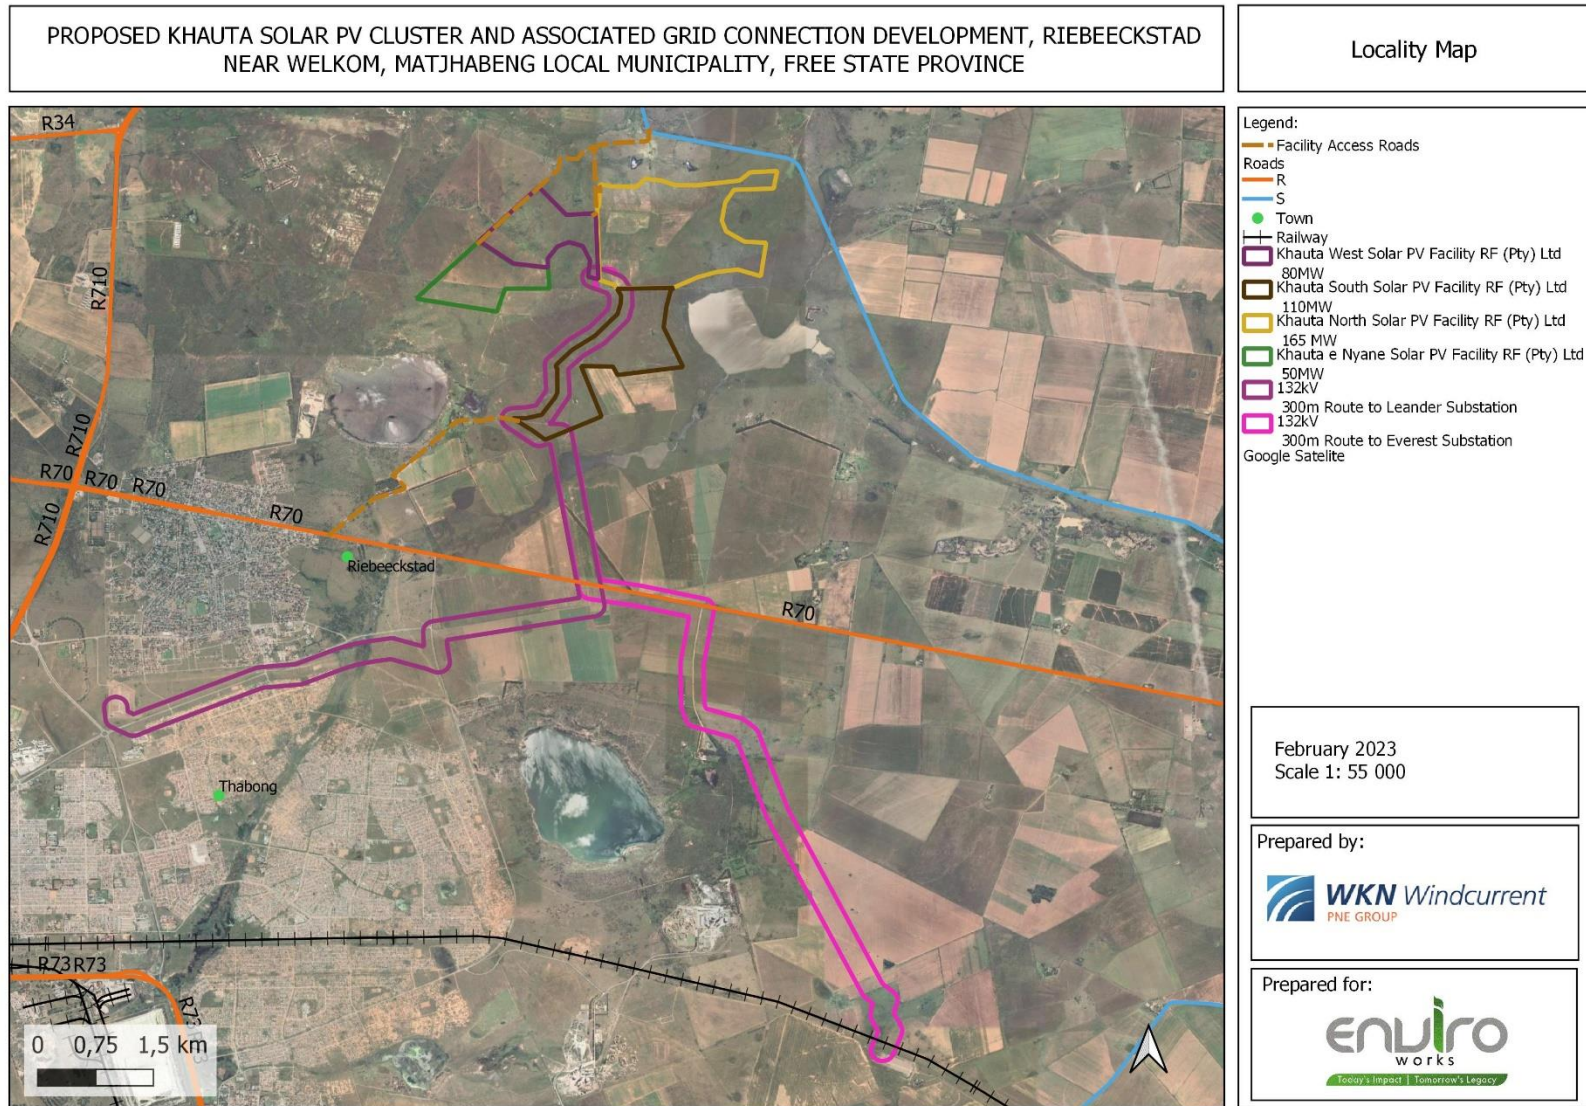 PROPOSED KHAUTA SOLAR PV CLUSTER AND ASSOCIATED GRID CONNECTION DEVELOPMENT, RIEBEECKSTAD
NEAR WELKOM, MATJHABENG LOCAL MUNICIPALITY, FREE STATE PROVINCE
Locality Map
Legend:
Facility Access Roads
Roads
R
S
Town
Railway
Khauta West Solar PV Facility RF (Pty) Ltd
80MW
Khauta South Solar PV Facility RF (Pty) Ltd
110MW
Khauta North Solar PV Facility RF (Pty) Ltd
165 MW
Khauta e Nyane Solar PV Facility RF (Pty) Ltd
50MW
132kV
300m Route to Leander Substation
132kV
300m Route to Everest Substation
Google Satelite
R34
R710
R710
R70 R70 R70
R70
R710
Riebeeckstad
R70
Thabong
R73 R73
R73
0 0,75 1,5 km
February 2023
Scale 1: 55 000
Prepared by:
WKN Windcurrent
PNE GROUP
Prepared for:
enviro
works
Today's Impact | Tomorrow's Legacy